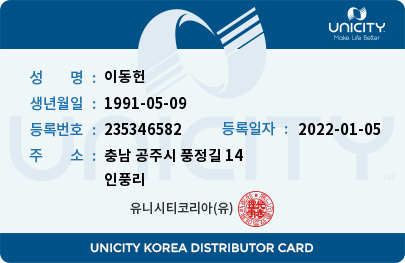 UNICITY
Make Life Better
성 명 : 이동헌
생년월일 : 1991-05-09
등록번호 : 235346582 등록일자 : 2022-01-05
주 소 : 충남 공주시 풍정길 14
인풍리
UNICITY
TM
유니시티코리아(유)
UNICITY KOREA DISTRIBUTOR CARD